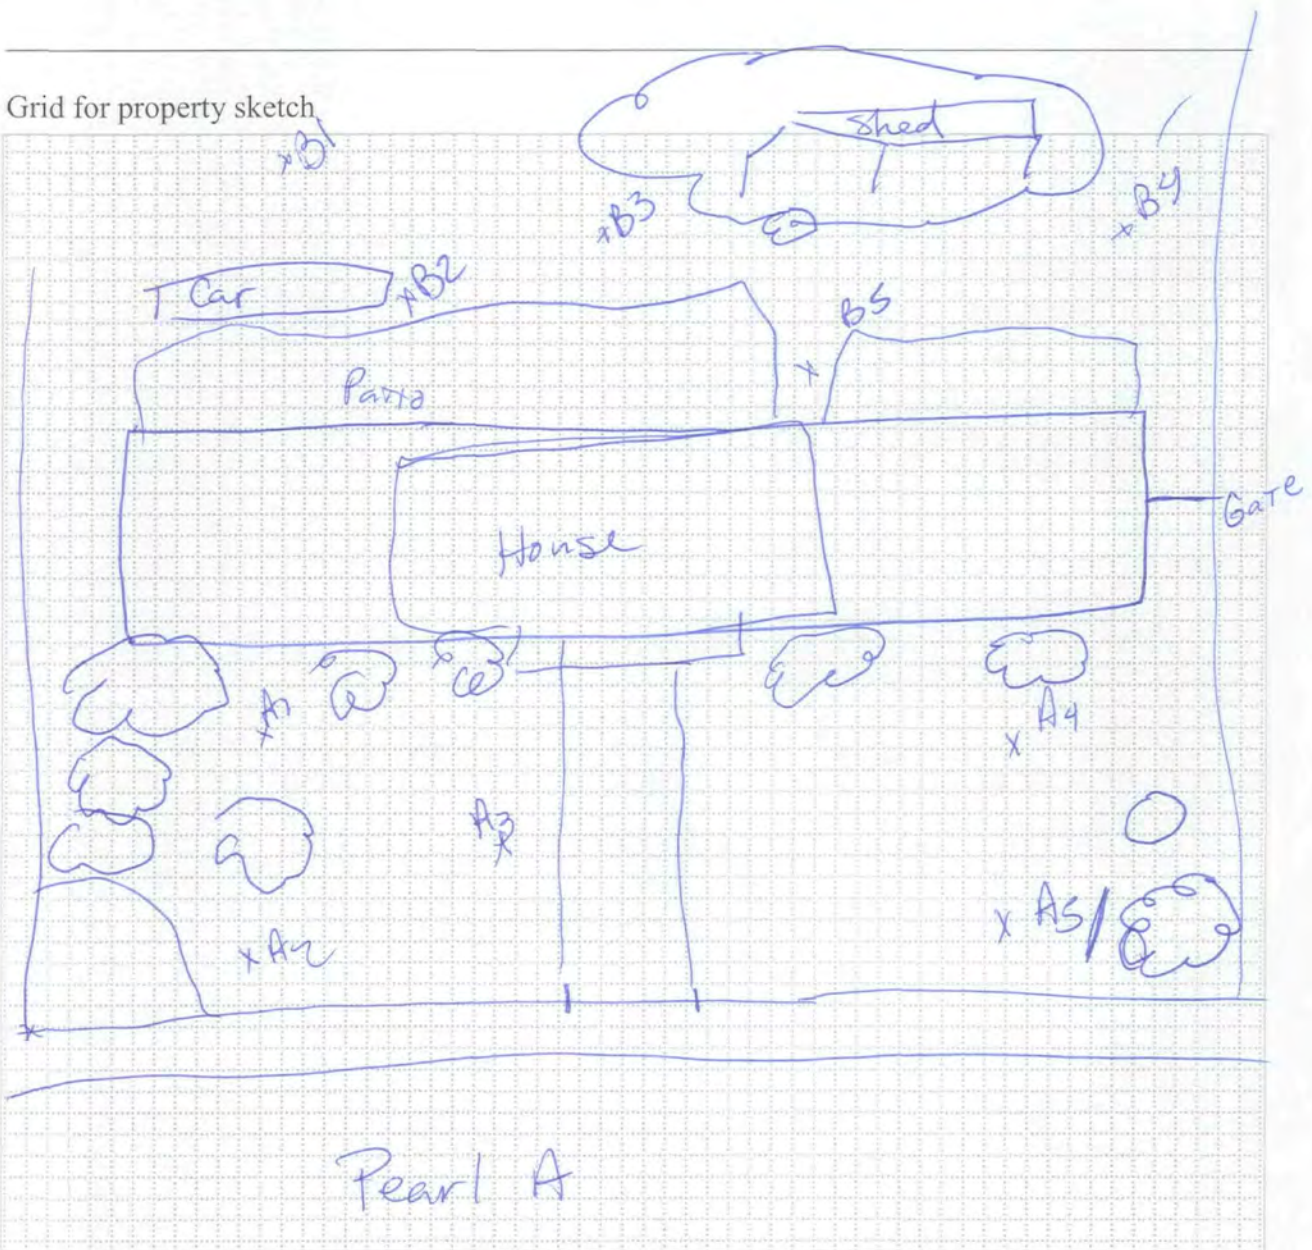 Grid for property sketch
Shed
B1
B3
B4
Car
B2
B5
Patio
House
Gate
A1
A4
A3
A5
A2
Pearl A